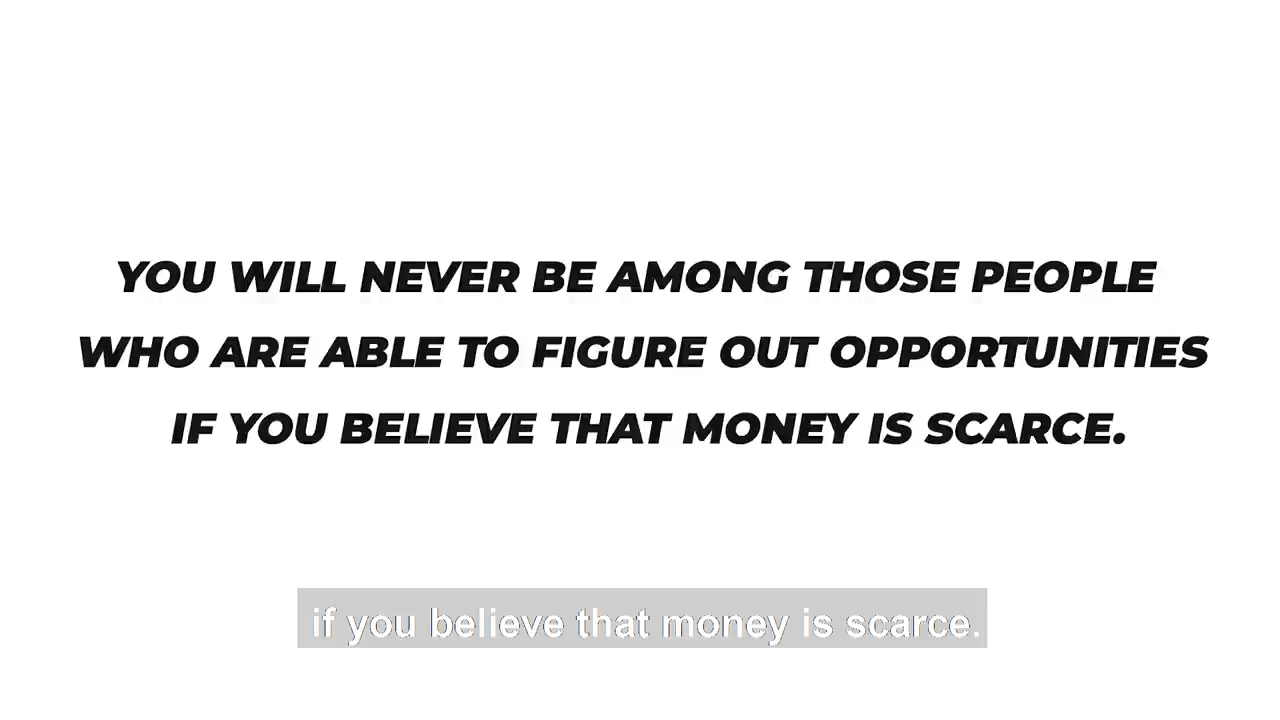 YOU WILL NEVER BE AMONG THOSE PEOPLE
WHO ARE ABLE TO FIGURE OUT OPPORTUNITIES
IF YOU BELIEVE THAT MONEY IS SCARCE.
if you believe that money is scarce.